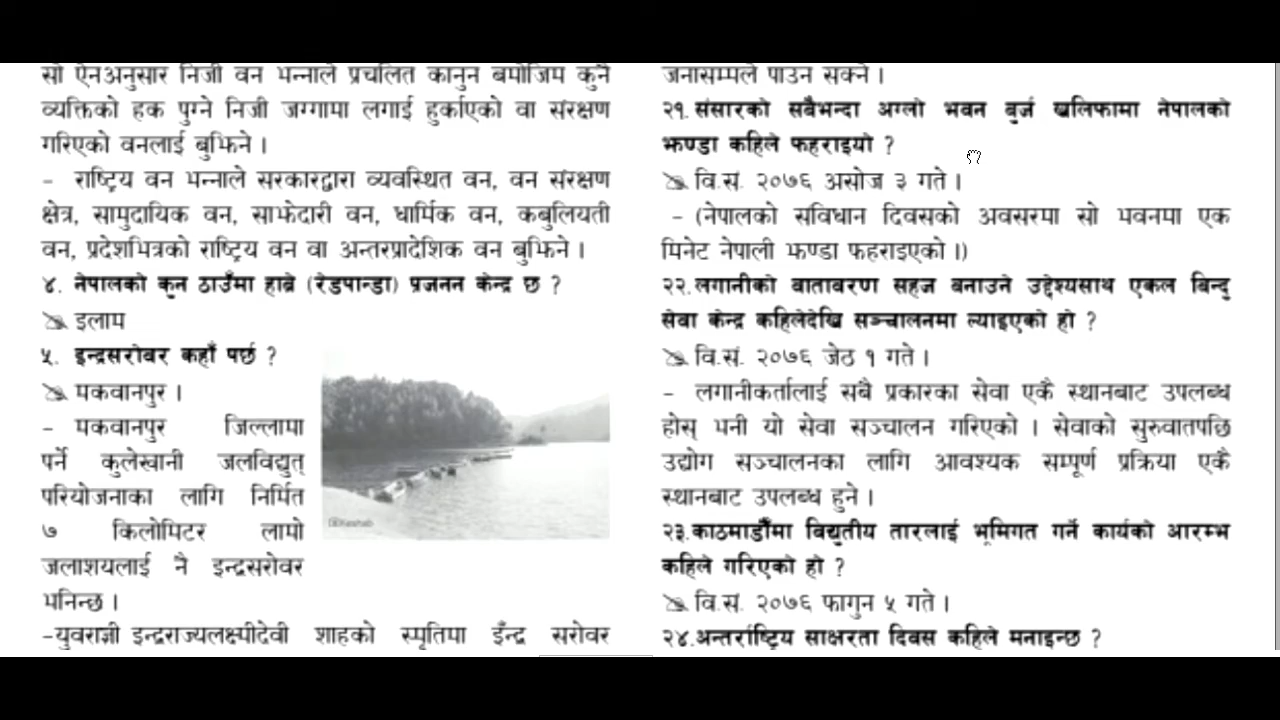 सो ऐनअनुसार निजी वन भन्नाले प्रचलित कानुन बमोजिम कुनै
व्यक्तिको हक पुग्ने निजी जग्गामा लगाई हुर्काएको वा संरक्षण
गरिएको वनलाई बुझिने ।
- राष्ट्रिय वन भन्नाले सरकारद्वारा व्यवस्थित वन, वन संरक्षण
क्षेत्र, सामुदायिक वन, साझेदारी वन, धार्मिक वन, कबुलियती
वन, प्रदेशभित्रको राष्ट्रिय वन वा अन्तरप्रादेशिक वन बुझिने ।
४. नेपालको कुन ठाउँमा हाब्रे (रेडपान्डा) प्रजनन केन्द्र छ ?
इलाम
५. इन्द्रसरोवर कहाँ पर्छ ?
मकवानपुर ।
- मकवानपुर जिल्लामा
पर्ने कुलेखानी जलविद्युत्
परियोजनाका लागि निर्मित
७ किलोमिटर लामो
जलाशयलाई नै इन्द्रसरोवर
भनिन्छ ।
-युवराज्ञी इन्द्रराज्यलक्ष्मीदेवी शाहको स्मृतिमा इँन्द्र सरोवर
जनासम्मले पाउन सक्ने ।
२१.संसारको सबैभन्दा अग्लो भवन बुर्ज खलिफामा नेपालको
झण्डा कहिले फहराइयो ?
वि.सं. २०७६ असोज ३ गते ।
- (नेपालको संविधान दिवसको अवसरमा सो भवनमा एक
मिनेट नेपाली झण्डा फहराइएको ।)
२२.लगानीको वातावरण सहज बनाउने उद्देश्यसाथ एकल बिन्दु
सेवा केन्द्र कहिलेदेखि सञ्चालनमा ल्याइएको हो ?
वि.सं. २०७६ जेठ १ गते ।
- लगानीकर्तालाई सबै प्रकारका सेवा एकै स्थानबाट उपलब्ध
होस् भनी यो सेवा सञ्चालन गरिएको । सेवाको सुरुवातपछि
उद्योग सञ्चालनका लागि आवश्यक सम्पूर्ण प्रक्रिया एकै
स्थानबाट उपलब्ध हुने ।
२३.काठमाडौँमा विद्युतीय तारलाई भूमिगत गर्ने कार्यको आरम्भ
कहिले गरिएको हो ?
वि.सं. २०७६ फागुन ५ गते ।
२४.अन्तर्राष्ट्रिय साक्षरता दिवस कहिले मनाइन्छ ?